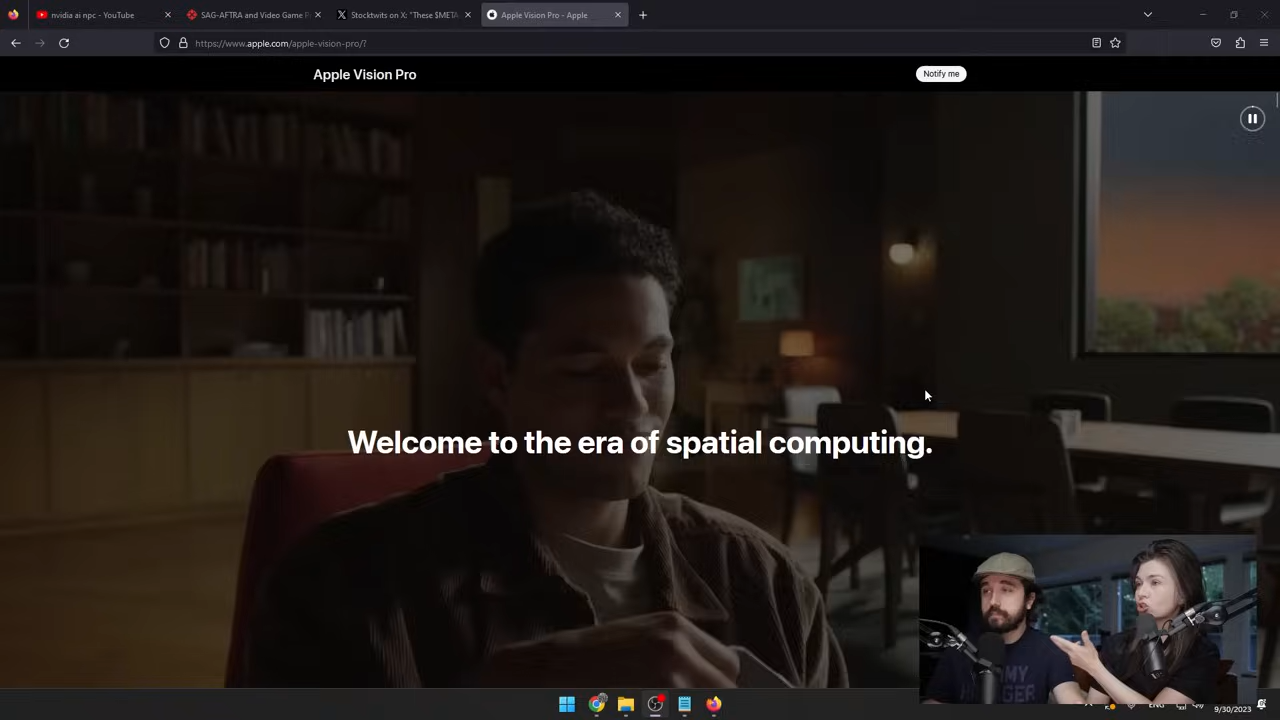 nvidia ai npc - YouTube
SAG-AFTRA and Video Game P
Stocktwits on X: "These $META
Apple Vision Pro - Apple
https://www.apple.com/apple-vision-pro/?
Apple Vision Pro
Notify me
Welcome to the era of spatial computing.
ENG
9/30/2023